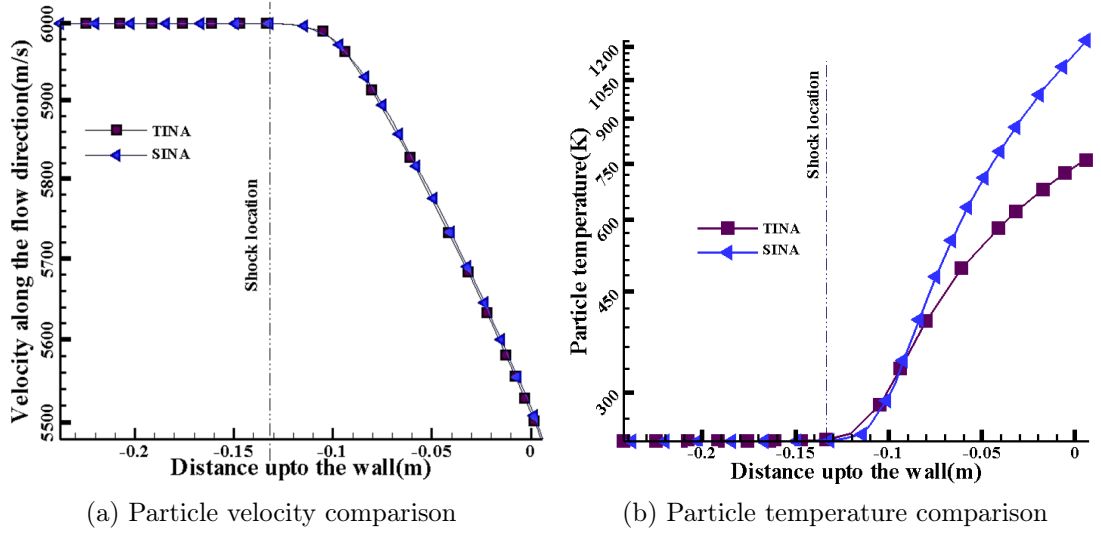 Velocity along the flow direction(m/s)
6000
5900
5800
5700
5600
5500
TINA
SINA
Shock location
-0.2
-0.15
-0.1
-0.05
0
Distance upto the wall(m)
(a) Particle velocity comparison
Particle temperature(K)
1200
1050
900
750
600
450
300
TINA
SINA
Shock location
-0.2
-0.15
-0.1
-0.05
0
Distance upto the wall(m)
(b) Particle temperature comparison